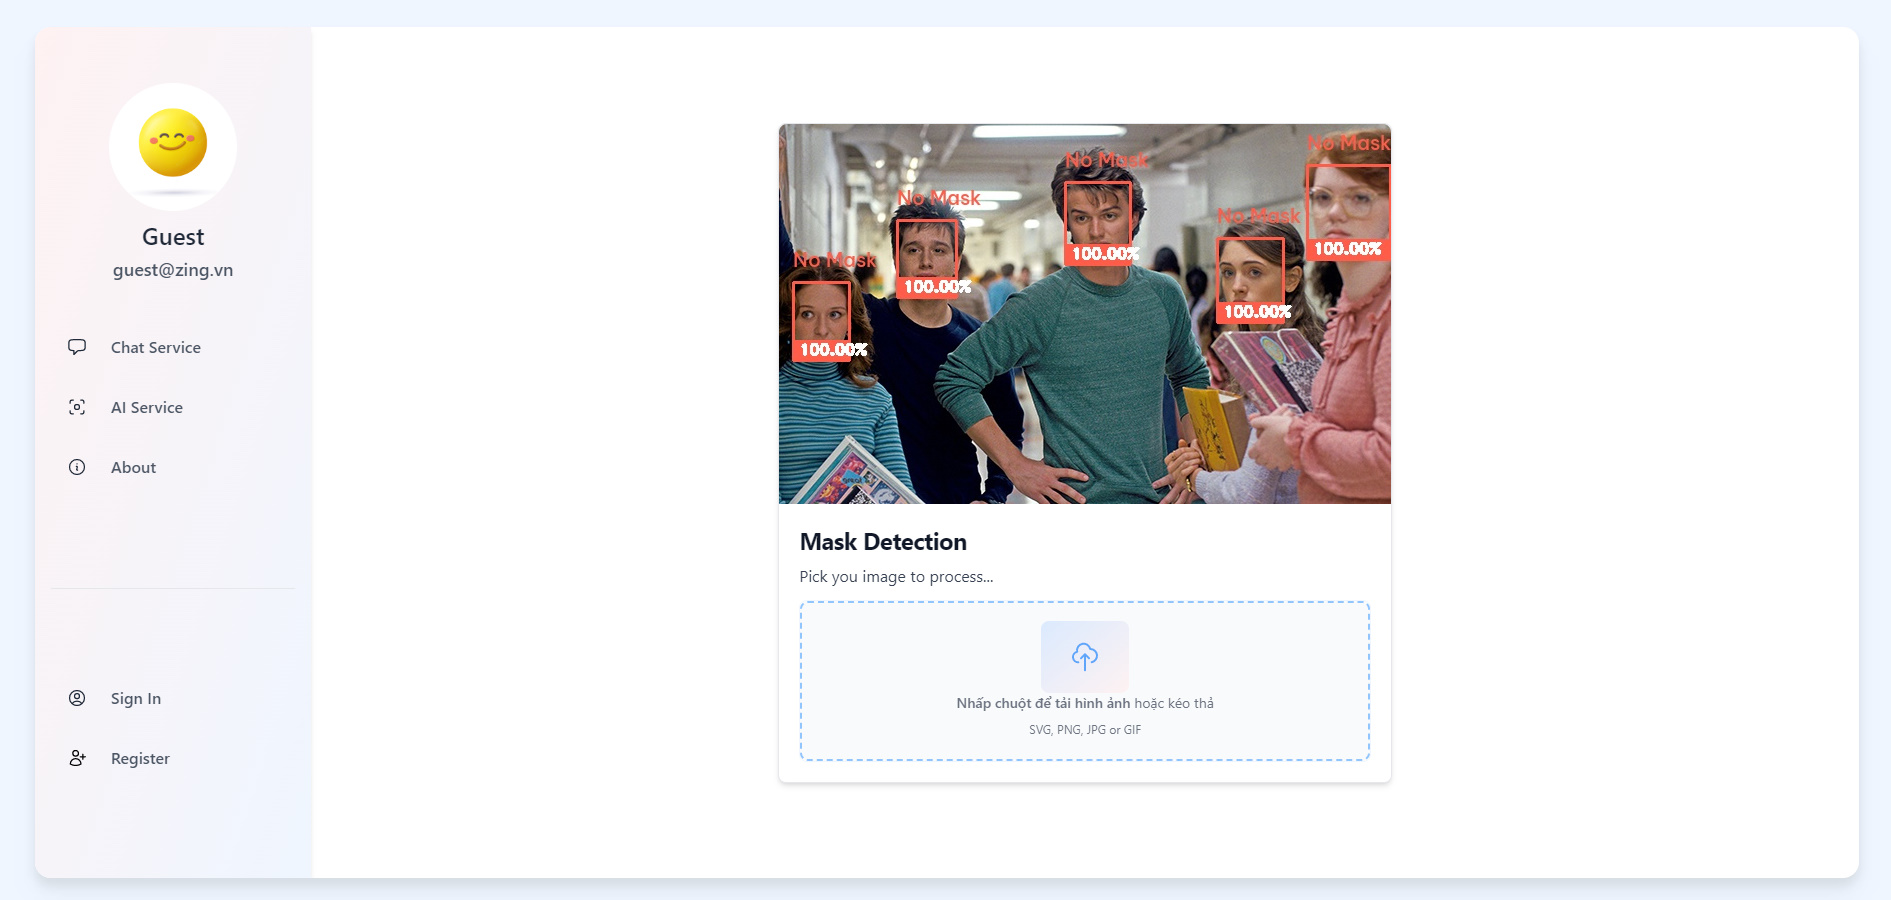 Guest
guest@zing.vn
Chat Service
AI Service
About
Sign In
Register
No Mask
100.00%
No Mask
100.00%
No Mask
100.00%
No Mask
100.00%
No Mask
100.00%
Mask Detection
Pick you image to process...
Nhấp chuột để tải hình ảnh hoặc kéo thả
SVG, PNG, JPG or GIF